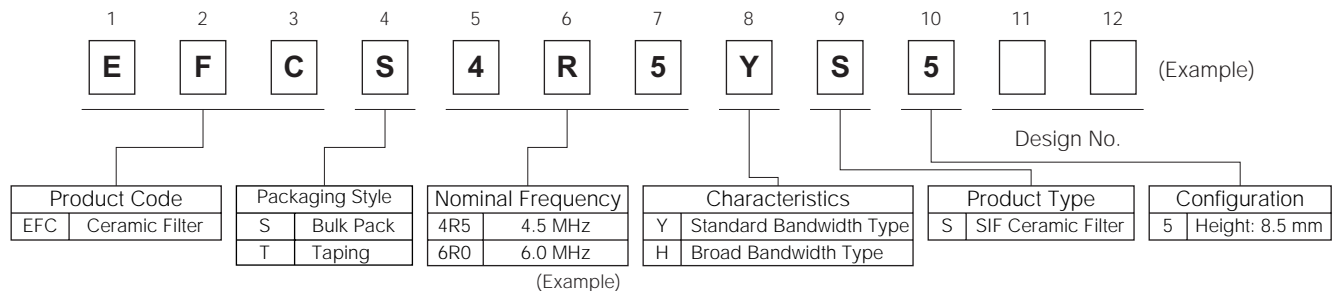 1 2 3 4 5 6 7 8 9 10 11 12
E F C S 4 R 5 Y S 5 (Example)
Design No.
Product Code
EFC Ceramic Filter
Packaging Style
S Bulk Pack
T Taping
Nominal Frequency
4R5 4.5 MHz
6R0 6.0 MHz
(Example)
Characteristics
Y Standard Bandwidth Type
H Broad Bandwidth Type
Product Type
S SIF Ceramic Filter
Configuration
5 Height: 8.5 mm